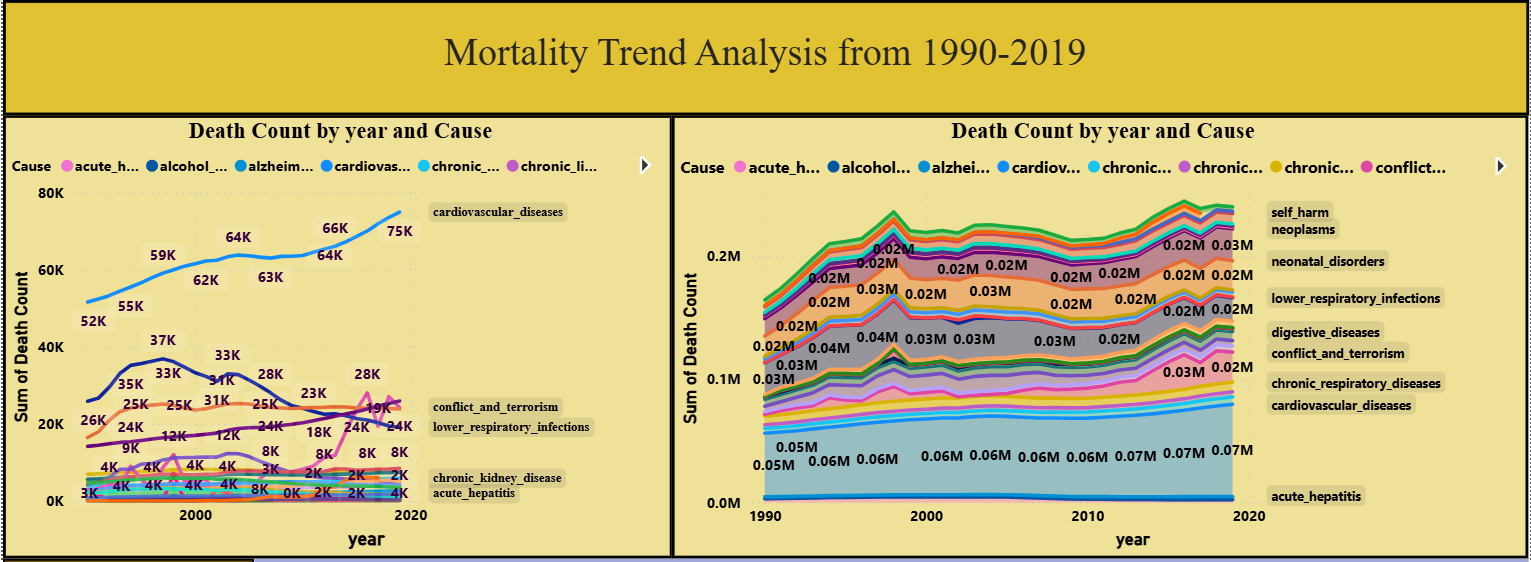 Mortality Trend Analysis from 1990-2019
Death Count by year and Cause
Cause acute_h... alcohol_... alzheim... cardiovas... chronic_... chronic_li...
80K
60K
40K
20K
0K
Sum of Death Count
2000
2020
year
52K
55K
59K
62K
64K
63K
64K
66K
75K
26K
35K
37K
33K
31K
33K
28K
23K
28K
25K
25K
31K
25K
24K
24K
12K
12K
18K
24K
19K
24K
9K
8K
8K
8K
8K
4K
4K
4K
4K
3K
2K
2K
2K
3K
4K
4K
4K
4K
8K
0K
2K
2K
4K
cardiovascular_diseases
conflict_and_terrorism
lower_respiratory_infections
chronic_kidney_disease
acute_hepatitis
Death Count by year and Cause
Cause acute_h... alcohol... alzhei... cardiov... chronic... chronic... chronic... conflict...
0.2M
0.1M
0.0M
Sum of Death Count
1990
2000
2010
2020
year
0.02M
0.02M
0.02M
0.02M
0.02M 0.03M
0.02M
0.02M
0.02M
0.02M 0.02M
0.02M
0.02M
0.03M
0.02M
0.03M
0.02M
0.02M
0.02M
0.02M
0.03M
0.03M
0.04M
0.04M
0.03M
0.03M
0.03M
0.02M
0.03M
0.02M
0.05M
0.05M
0.06M
0.06M
0.06M
0.06M
0.06M
0.06M
0.07M
0.07M
0.07M
self_harm
neoplasms
neonatal_disorders
lower_respiratory_infections
digestive_diseases
conflict_and_terrorism
chronic_respiratory_diseases
cardiovascular_diseases
acute_hepatitis